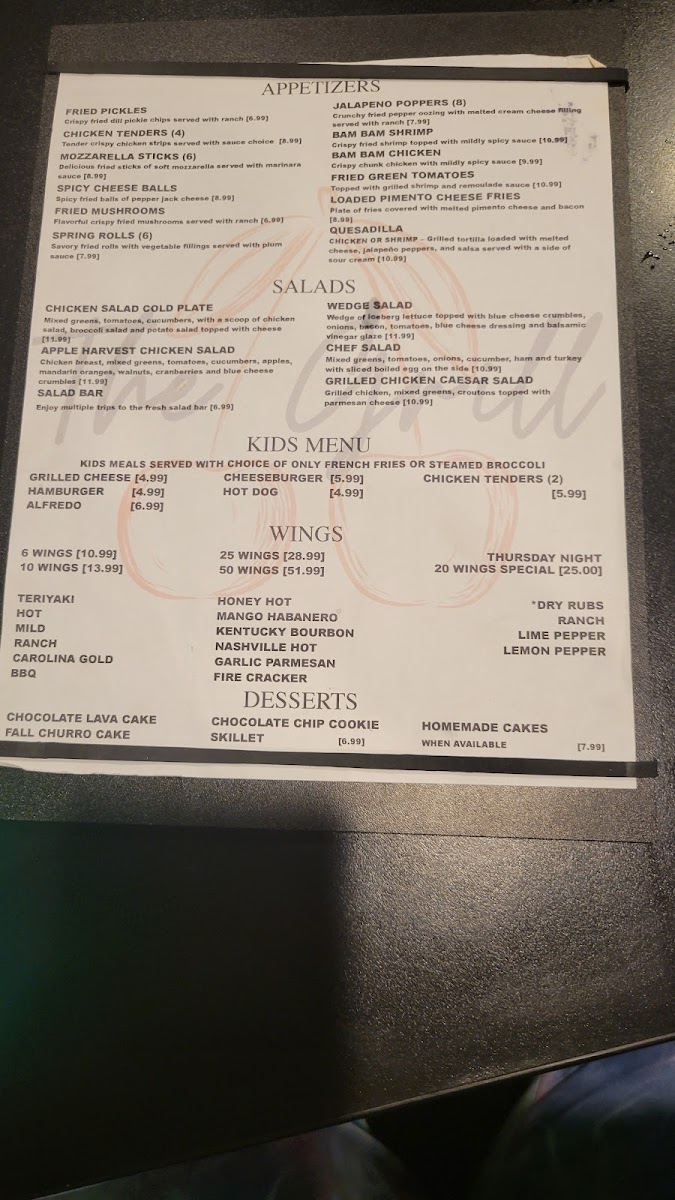 APPETIZERS
FRIED PICKLES
Crispy fried dill pickle chips served with ranch [6.99]
CHICKEN TENDERS (4)
Tender crispy chicken strips served with sauce choice [8.99]
MOZZARELLA STICKS (6)
Delicious fried sticks of soft mozzarella served with marinara
sauce [8.99]
SPICY CHEESE BALLS
Spicy fried balls of pepper jack cheese [8.99]
FRIED MUSHROOMS
Flavorful crispy fried mushrooms served with ranch [6.99]
SPRING ROLLS (6)
Savory fried rolls with vegetable fillings served with plum
sauce [7.99]
JALAPENO POPPERS (8)
Crunchy fried pepper oozing with malted cream cheese filling
served with ranch [7.99]
BAM BAM SHRIMP
Crispy fried shrimp topped with mildly spicy sauce [10.99]
BAM BAM CHICKEN
Crispy chunk chicken with mildly spicy sauce [9.99]
FRIED GREEN TOMATOES
Topped with grilled shrimp and remoulade sauce [10.99]
LOADED PIMENTO CHEESE FRIES
Plate of fries covered with melted pimento cheese and bacon
[8.99]
QUESADILLA
CHICKEN OR SHRIMP - Grilled tortilla loaded with melted
cheese, jalapeño peppers, and salsa served with a side of
sour cream [10.99]
SALADS
CHICKEN SALAD COLD PLATE
Mixed greens, tomatoes, cucumbers, with a scoop of chicken
salad, broccoli salad and potato salad topped with cheese
[11.99]
APPLE HARVEST CHICKEN SALAD
Chicken breast, mixed greens, tomatoes, cucumbers, apples,
mandarin oranges, walnuts, cranberries and blue cheese
crumbles [11.99]
SALAD BAR
Enjoy multiple trips to the fresh salad bar [6.99]
WEDGE SALAD
Wedge of iceberg lettuce topped with blue cheese crumbles,
onions, bacon, tomatoes, blue cheese dressing and balsamic
vinegar glaze [11.99]
CHEF SALAD
Mixed greens, tomatoes, onions, cucumber, ham and turkey
with sliced boiled egg on the side [10.99]
GRILLED CHICKEN CAESAR SALAD
Grilled chicken, mixed greens, croutons topped with
parmesan cheese [10.99]
The Grill
KIDS MENU
KIDS MEALS SERVED WITH CHOICE OF ONLY FRENCH FRIES OR STEAMED BROCCOLI
GRILLED CHEESE [4.99]
HAMBURGER [4.99]
ALFREDO [6.99]
CHEESEBURGER [5.99]
HOT DOG [4.99]
CHICKEN TENDERS (2)
[5.99]
WINGS
6 WINGS [10.99]
10 WINGS [13.99]
25 WINGS [28.99]
50 WINGS [51.99]
THURSDAY NIGHT
20 WINGS SPECIAL [25.00]
TERIYAKI
HOT
MILD
RANCH
CAROLINA GOLD
BBQ
HONEY HOT
MANGO HABANERO
KENTUCKY BOURBON
NASHVILLE HOT
GARLIC PARMESAN
FIRE CRACKER
*DRY RUBS
RANCH
LIME PEPPER
LEMON PEPPER
DESSERTS
CHOCOLATE LAVA CAKE
FALL CHURRO CAKE
CHOCOLATE CHIP COOKIE
SKILLET [6.99]
HOMEMADE CAKES
WHEN AVAILABLE [7.99]